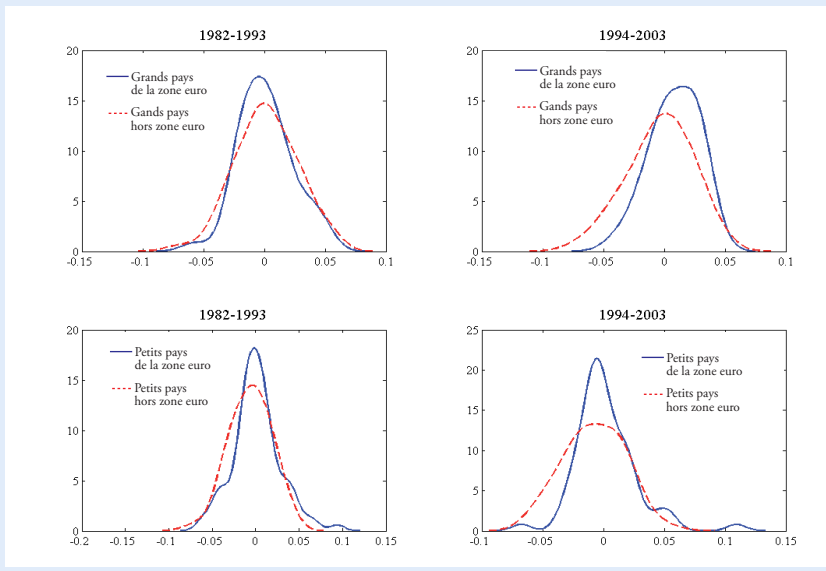 1982-1993
20
15
10
5
0
Grands pays
de la zone euro
Gands pays
hors zone euro
-0.15 -0.1 -0.05 0 0.05 0.1
1994-2003
20
15
10
5
0
Grands pays
de la zone euro
Gands pays
hors zone euro
-0.15 -0.1 -0.05 0 0.05 0.1
1982-1993
20
15
10
5
0
Petits pays
de la zone euro
Petits pays
hors zone euro
-0.2 -0.15 -0.1 -0.05 0 0.05 0.1 0.15
1994-2003
25
20
15
10
5
0
Petits pays
de la zone euro
Petits pays
hors zone euro
-0.1 -0.05 0 0.05 0.1 0.15